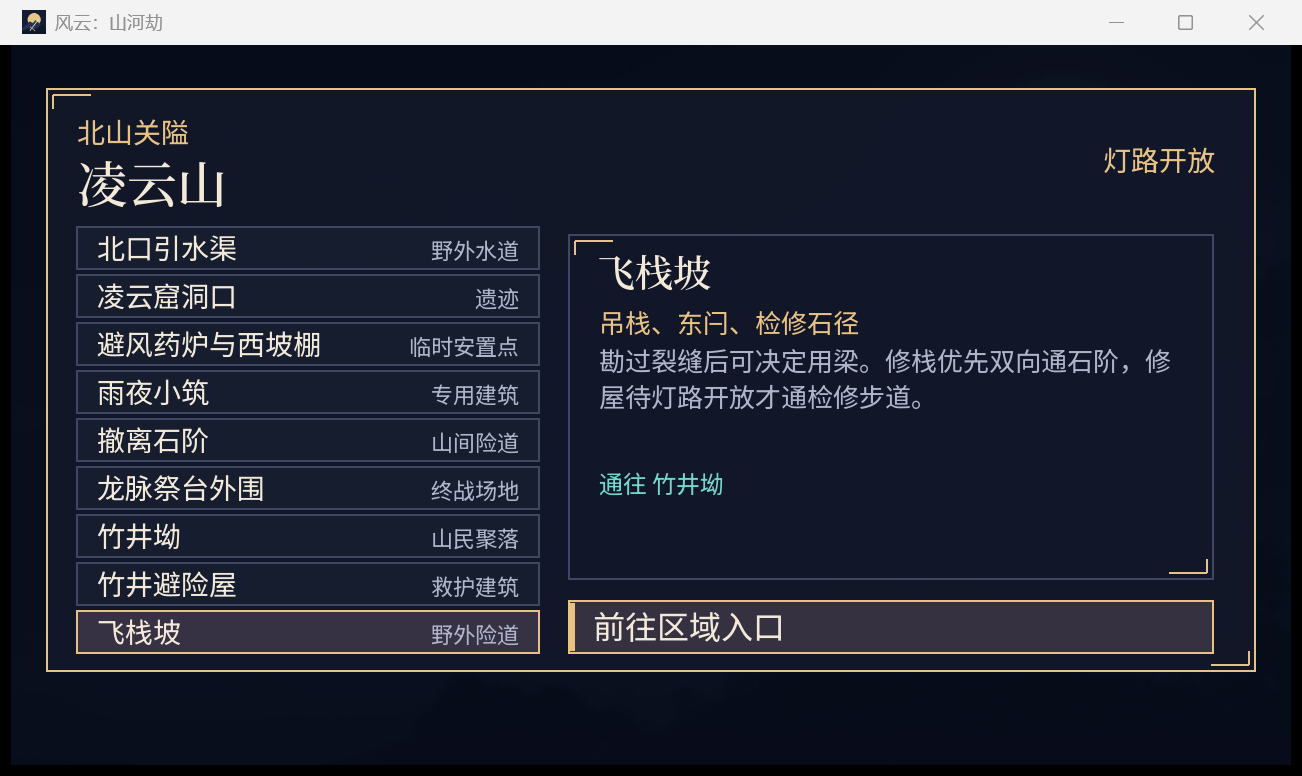 风云：山河劫
北山关隘
凌云山
灯路开放
北口引水渠 野外水道
凌云窟洞口 遗迹
避风药炉与西坡棚 临时安置点
雨夜小筑 专用建筑
撤离石阶 山间险道
龙脉祭台外围 终战场地
竹井坳 山民聚落
竹井避险屋 救护建筑
飞栈坡 野外险道
飞栈坡
吊栈、东闩、检修石径
勘过裂缝后可决定用梁。修栈优先双向通石阶，修
屋待灯路开放才通检修步道。
通往 竹井坳
前往区域入口